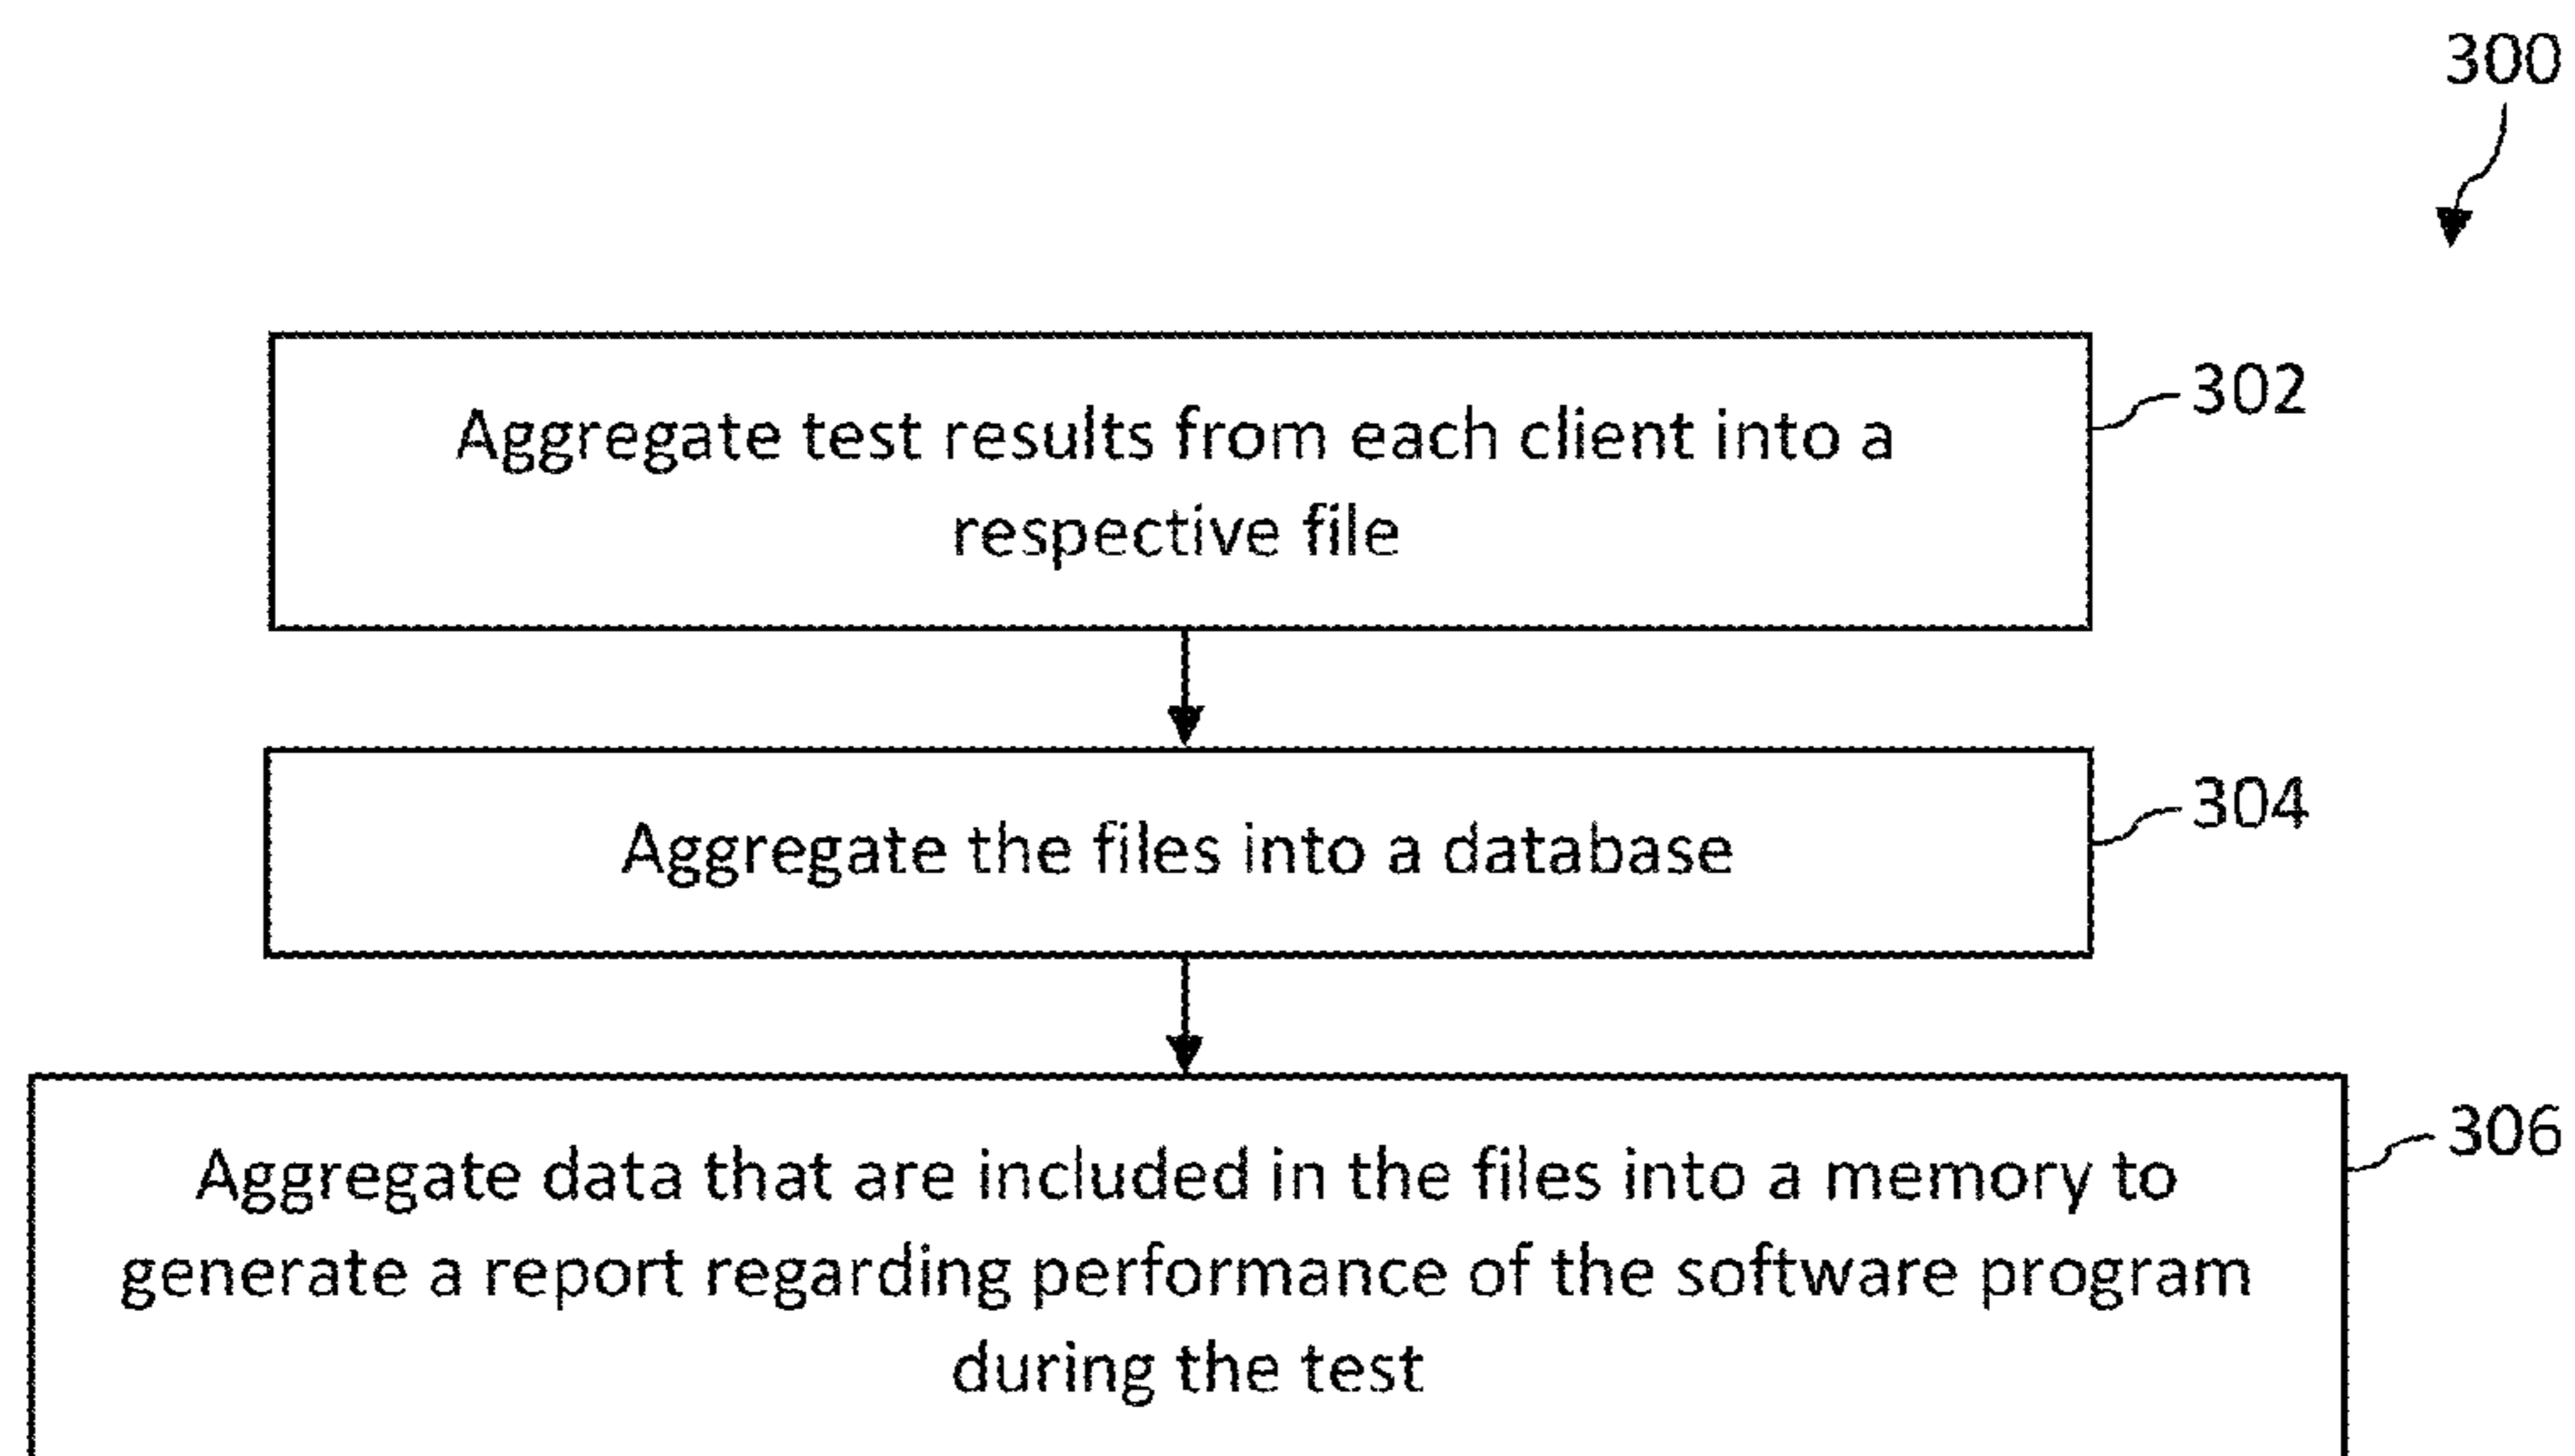 300
Aggregate test results from each client into a
respective file
302
Aggregate the files into a database
304
Aggregate data that are included in the files into a memory to
generate a report regarding performance of the software program
during the test
306